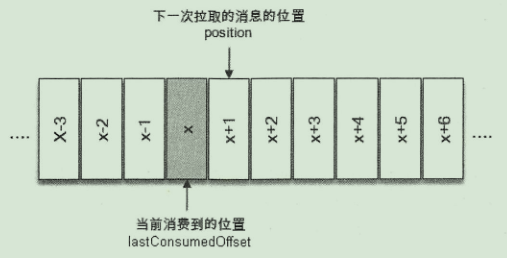 下一次拉取的消息的位置
position
.... X-3 x-2 x-1 x x+1 x+2 x+3 x+4 x+5 x+6 ....
当前消费到的位置
lastConsumedOffset